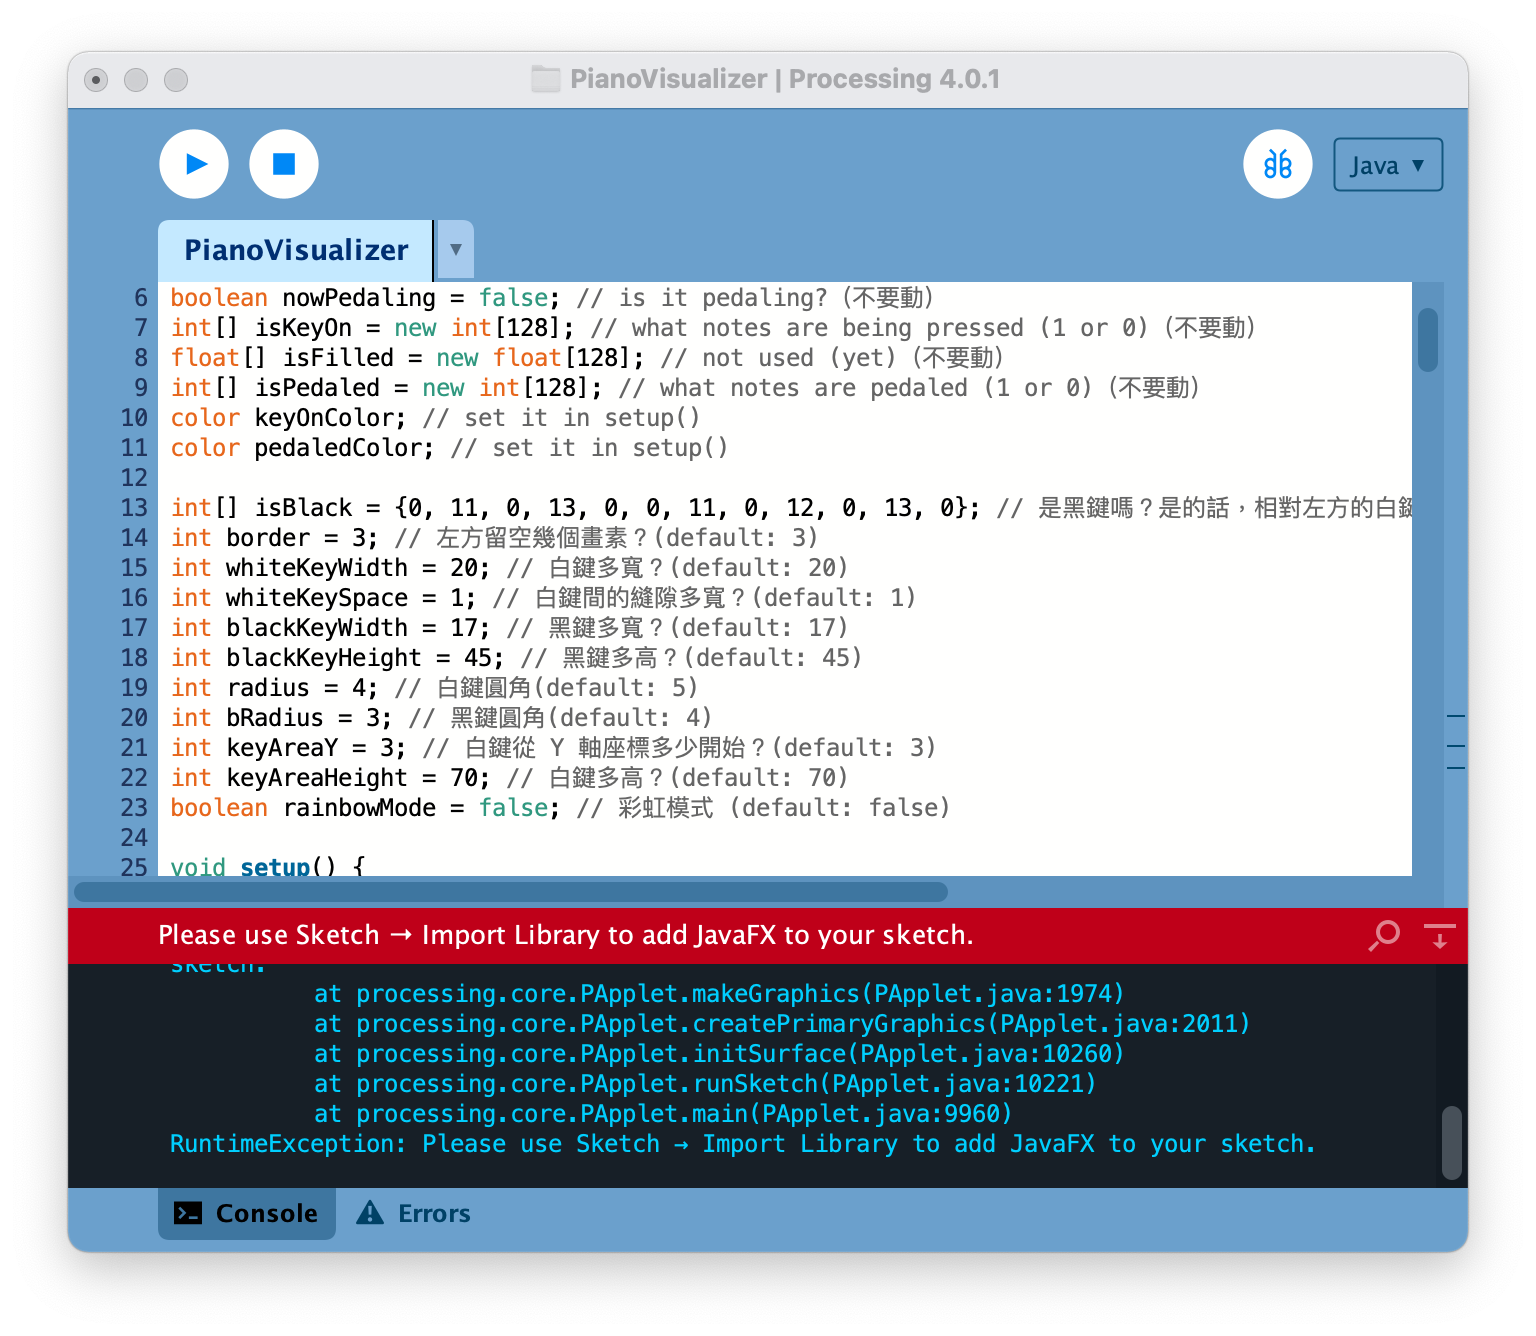 PianoVisualizer | Processing 4.0.1
Java ▼
PianoVisualizer ▼
6 boolean nowPedaling = false; // is it pedaling? (不要動)
7 int[] isKeyOn = new int[128]; // what notes are being pressed (1 or 0) (不要動)
8 float[] isFilled = new float[128]; // not used (yet) (不要動)
9 int[] isPedaled = new int[128]; // what notes are pedaled (1 or 0) (不要動)
10 color keyOnColor; // set it in setup()
11 color pedaledColor; // set it in setup()
12
13 int[] isBlack = {0, 11, 0, 13, 0, 0, 11, 0, 12, 0, 13, 0}; // 是黑鍵嗎？是的話，相對左方的白鍵
14 int border = 3; // 左方留空幾個畫素？(default: 3)
15 int whiteKeyWidth = 20; // 白鍵多寬？(default: 20)
16 int whiteKeySpace = 1; // 白鍵間的縫隙多寬？(default: 1)
17 int blackKeyWidth = 17; // 黑鍵多寬？(default: 17)
18 int blackKeyHeight = 45; // 黑鍵多高？(default: 45)
19 int radius = 4; // 白鍵圓角(default: 5)
20 int bRadius = 3; // 黑鍵圓角(default: 4)
21 int keyAreaY = 3; // 白鍵從 Y 軸座標多少開始？(default: 3)
22 int keyAreaHeight = 70; // 白鍵多高？(default: 70)
23 boolean rainbowMode = false; // 彩虹模式 (default: false)
24
25 void setup() {
Please use Sketch → Import Library to add JavaFX to your sketch.
sketch.
at processing.core.PApplet.makeGraphics(PApplet.java:1974)
at processing.core.PApplet.createPrimaryGraphics(PApplet.java:2011)
at processing.core.PApplet.initSurface(PApplet.java:10260)
at processing.core.PApplet.runSketch(PApplet.java:10221)
at processing.core.PApplet.main(PApplet.java:9960)
RuntimeException: Please use Sketch → Import Library to add JavaFX to your sketch.
Console Errors